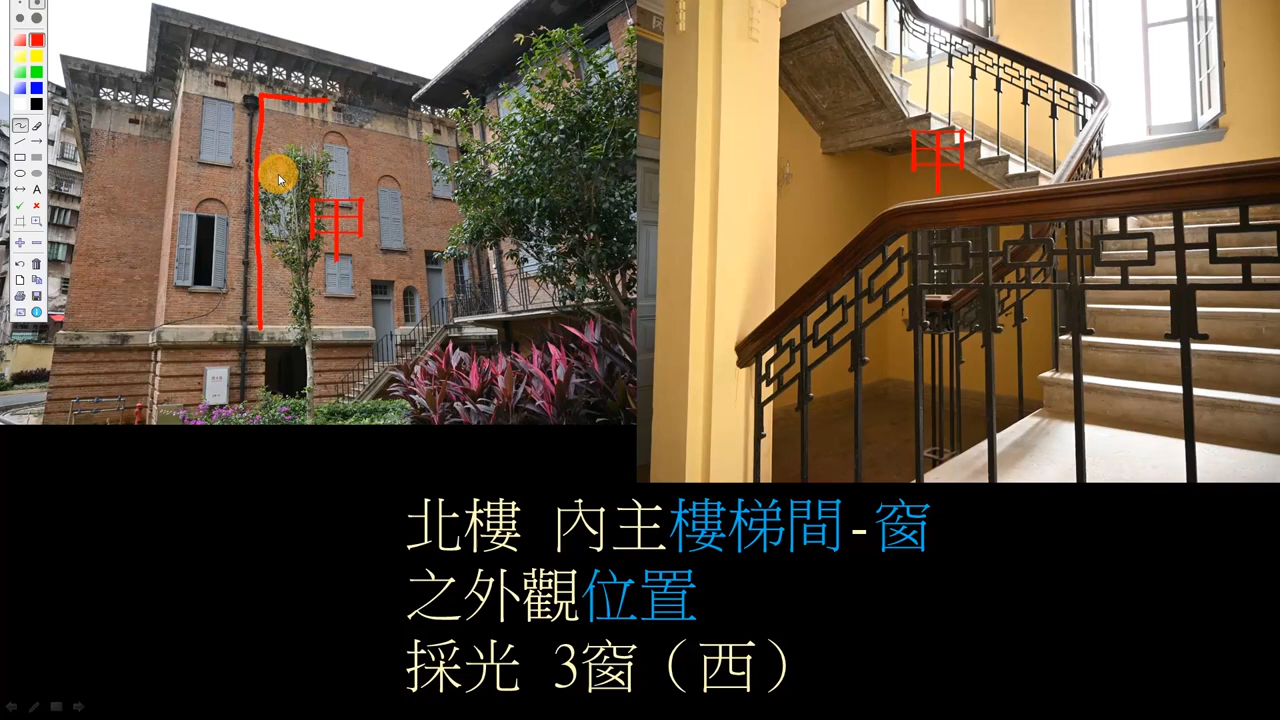 甲
甲
北樓 內主樓梯間-窗
之外觀位置
採光 3窗（西）